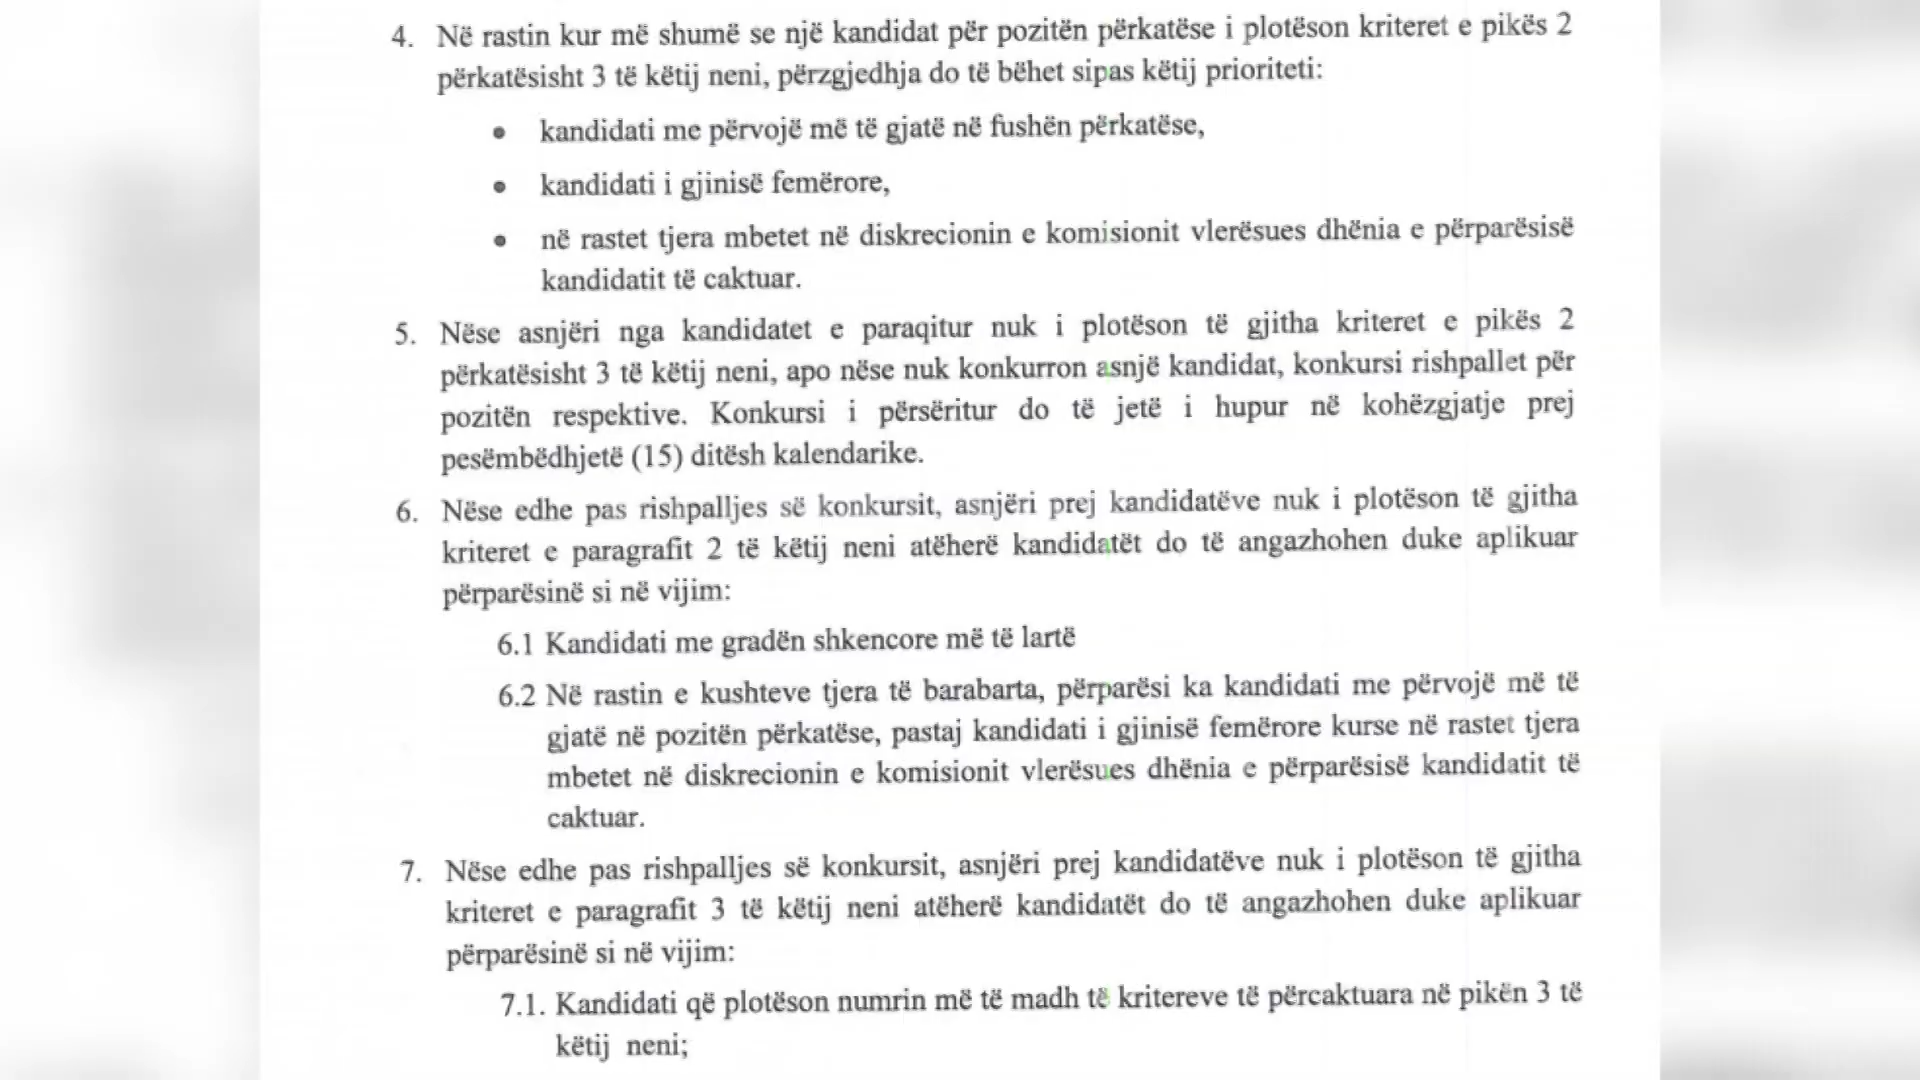 4. Në rastin kur më shumë se një kandidat për pozitën përkatëse i plotëson kriteret e pikës 2
përkatësisht 3 të këtij neni, përzgjedhja do të bëhet sipas këtij prioriteti:
• kandidati me përvojë më të gjatë në fushën përkatëse,
• kandidati i gjinisë femërore,
• në rastet tjera mbetet në diskrecionin e komisionit vlerësues dhënia e përparësisë
kandidatit të caktuar.
5. Nëse asnjëri nga kandidatet e paraqitur nuk i plotëson të gjitha kriteret e pikës 2
përkatësisht 3 të këtij neni, apo nëse nuk konkurron asnjë kandidat, konkursi rishpallet për
pozitën respektive. Konkursi i përsëritur do të jetë i hupur në kohëzgjatje prej
pesëmbëdhjetë (15) ditësh kalendarike.
6. Nëse edhe pas rishpalljes së konkursit, asnjëri prej kandidatëve nuk i plotëson të gjitha
kriteret e paragrafit 2 të këtij neni atëherë kandidatët do të angazhohen duke aplikuar
përparësinë si në vijim:
6.1 Kandidati me gradën shkencore më të lartë
6.2 Në rastin e kushteve tjera të barabarta, përparësi ka kandidati me përvojë më të
gjatë në pozitën përkatëse, pastaj kandidati i gjinisë femërore kurse në rastet tjera
mbetet në diskrecionin e komisionit vlerësues dhënia e përparësisë kandidatit të
caktuar.
7. Nëse edhe pas rishpalljes së konkursit, asnjëri prej kandidatëve nuk i plotëson të gjitha
kriteret e paragrafit 3 të këtij neni atëherë kandidatët do të angazhohen duke aplikuar
përparësinë si në vijim:
7.1. Kandidati që plotëson numrin më të madh të kritereve të përcaktuara në pikën 3 të
këtij neni;